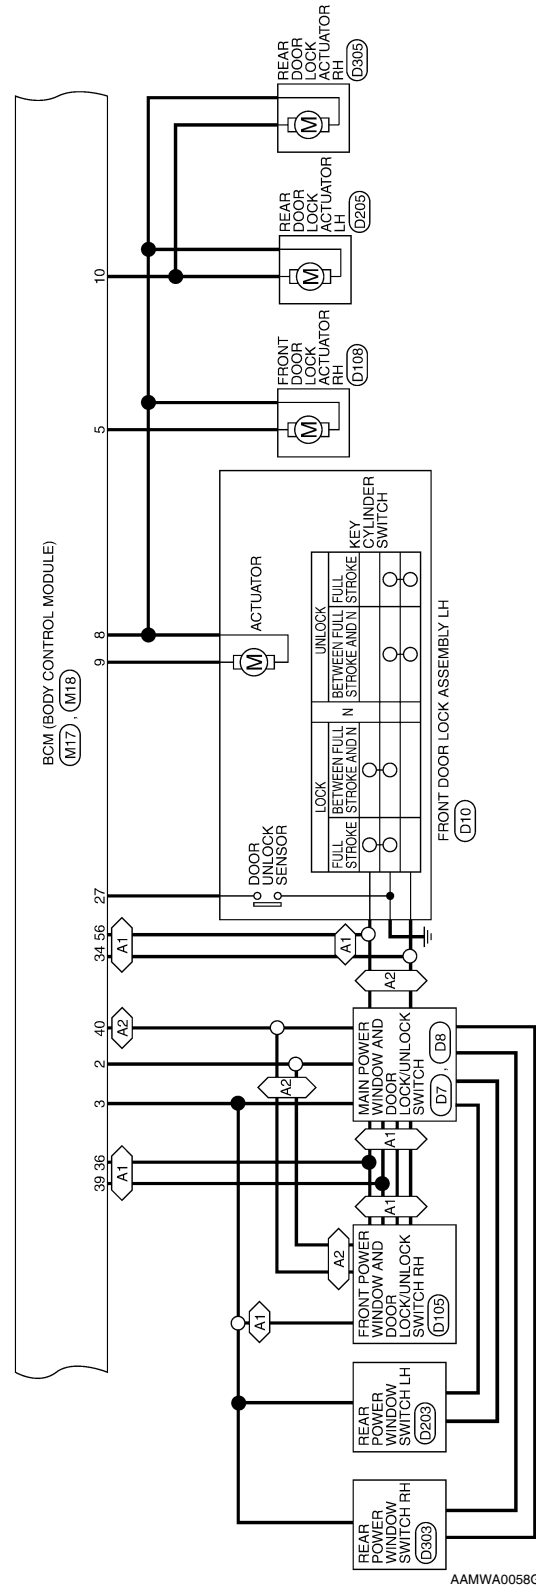 BCM (BODY CONTROL MODULE)
M17 , M18
39 36
3
2
40
34 56
27
9
8
5
10
A1
A2
A1
REAR
POWER
WINDOW
SWITCH RH
D303
REAR
POWER
WINDOW
SWITCH LH
D203
A1
FRONT POWER
WINDOW AND
DOOR
LOCK/UNLOCK
SWITCH RH
D105
A2
A1
A1
A2
MAIN POWER
WINDOW AND
DOOR
LOCK/UNLOCK
SWITCH
D7 , D8
A2
A1
DOOR
UNLOCK
SENSOR
M
ACTUATOR
LOCK
N
UNLOCK
FULL
STROKE
BETWEEN FULL
STROKE AND N
BETWEEN FULL
STROKE AND N
FULL
STROKE
KEY
CYLINDER
SWITCH
FRONT DOOR LOCK ASSEMBLY LH
D10
FRONT
DOOR
LOCK
ACTUATOR
RH
D108
M
REAR
DOOR
LOCK
ACTUATOR
LH
D205
M
REAR
DOOR
LOCK
ACTUATOR
RH
D305
M
AAMWA0058G